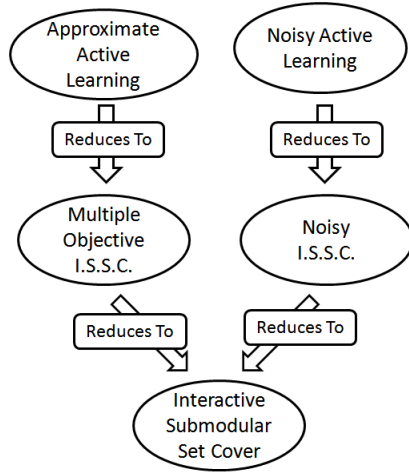 Approximate
Active
Learning
Noisy Active
Learning
Reduces To
Reduces To
Multiple
Objective
I.S.S.C.
Noisy
I.S.S.C.
Reduces To
Reduces To
Interactive
Submodular
Set Cover